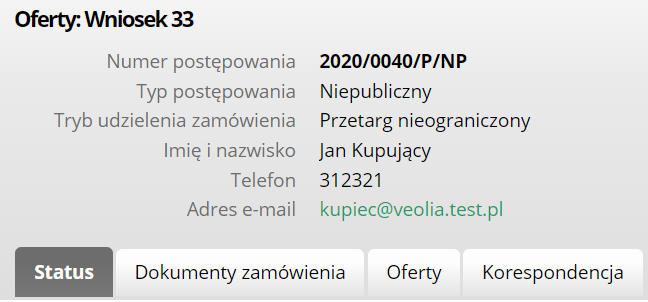 Oferty: Wniosek 33
Numer postępowania 2020/0040/P/NP
Typ postępowania Niepubliczny
Tryb udzielenia zamówienia Przetarg nieograniczony
Imię i nazwisko Jan Kupujący
Telefon 312321
Adres e-mail kupiec@veolia.test.pl
Status Dokumenty zamówienia Oferty Korespondencja